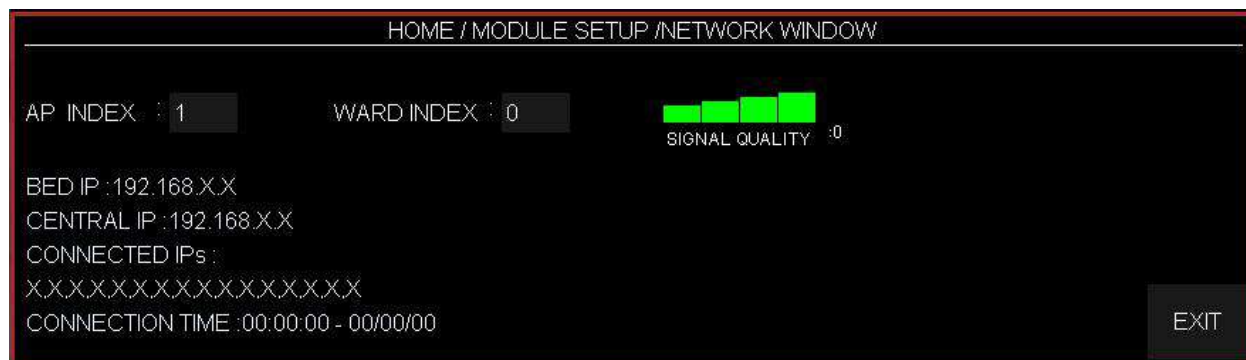 HOME / MODULE SETUP /NETWORK WINDOW
AP INDEX : 1 WARD INDEX : 0
SIGNAL QUALITY :0
BED IP :192.168.X.X
CENTRAL IP :192.168.X.X
CONNECTED IPs :
X,X,X,X,X,X,X,X,X,X,X,X,X,X,X,X
CONNECTION TIME :00:00:00 - 00/00/00
EXIT